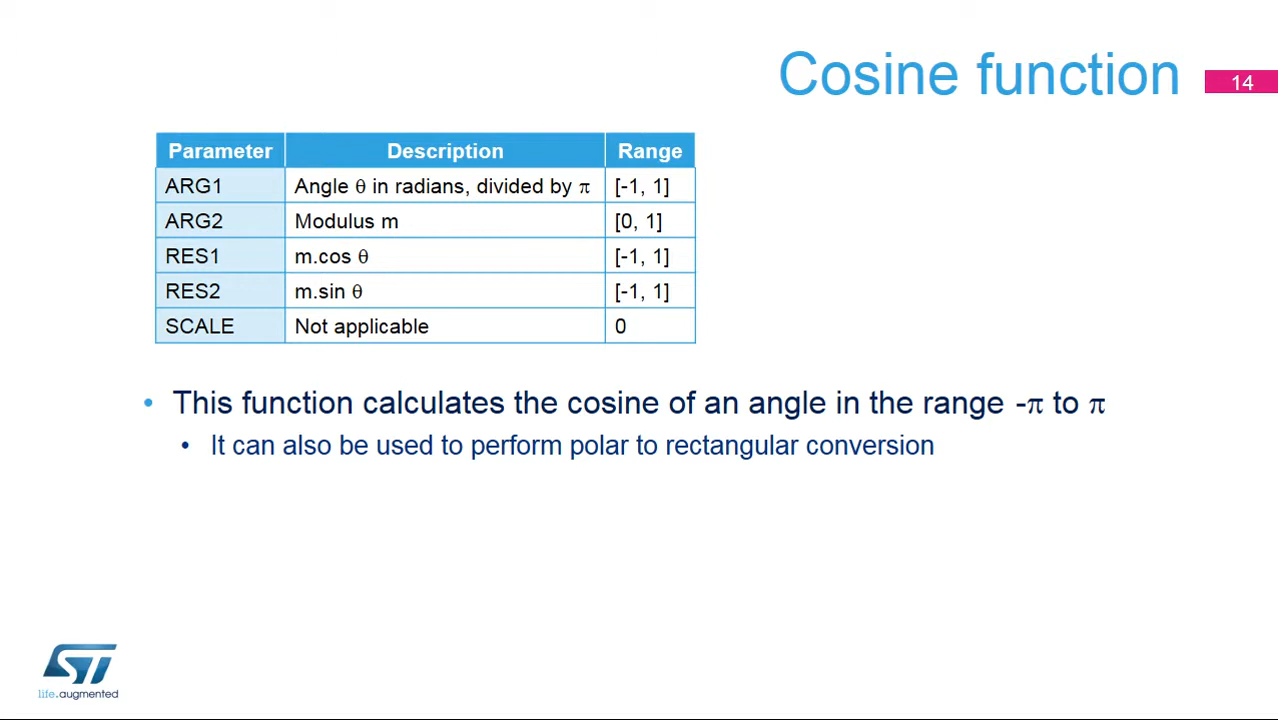 Cosine function
14
Parameter Description Range
ARG1 Angle θ in radians, divided by π [-1, 1]
ARG2 Modulus m [0, 1]
RES1 m.cos θ [-1, 1]
RES2 m.sin θ [-1, 1]
SCALE Not applicable 0
• This function calculates the cosine of an angle in the range -π to π
• It can also be used to perform polar to rectangular conversion
ST
life.augmented